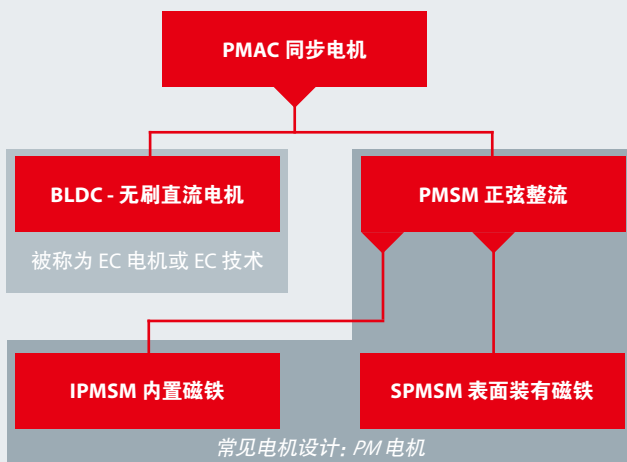 PMAC 同步电机
BLDC - 无刷直流电机
PMSM 正弦整流
被称为 EC 电机或 EC 技术
IPMSM 内置磁铁
SPMSM 表面装有磁铁
常见电机设计：PM 电机